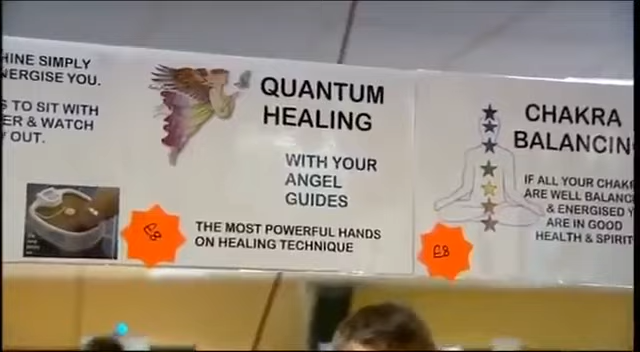 HINE SIMPLY
NERGISE YOU.
S TO SIT WITH
ER & WATCH
OUT.
£8
QUANTUM
HEALING
WITH YOUR
ANGEL
GUIDES
THE MOST POWERFUL HANDS
ON HEALING TECHNIQUE
£8
CHAKRA
BALANCIN
IF ALL YOUR CHAK
ARE WELL BALANC
& ENERGISED Y
ARE IN GOOD
HEALTH & SPIRIT